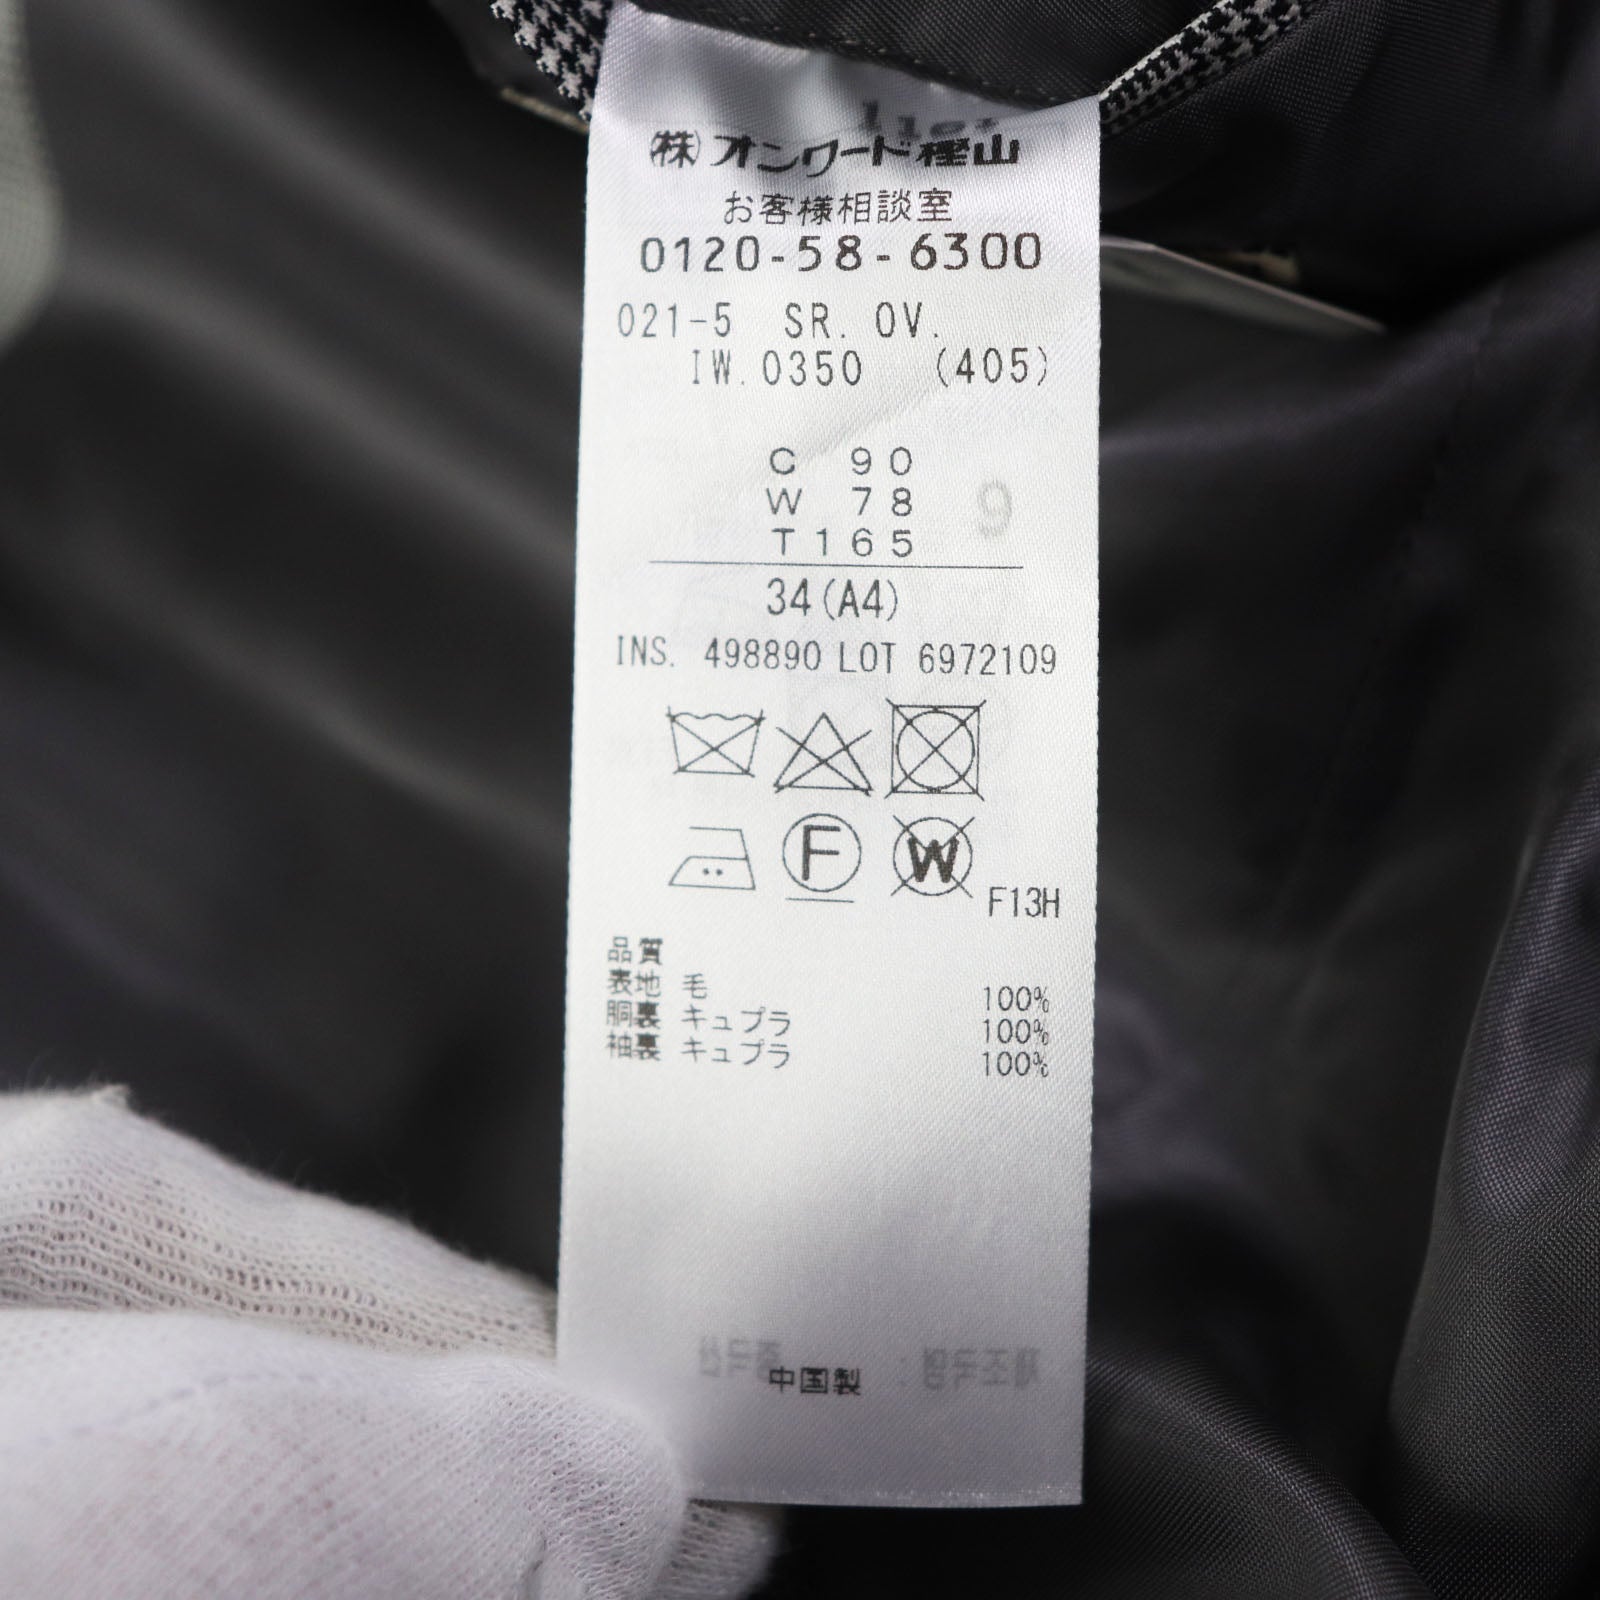 ㈱オンワード樫山
お客様相談室
0120-58-6300
021-5 SR. OV.
IW. 0350 (405)
C 90
W 78
T 165
9
34(A4)
INS. 498890 LOT 6972109
F
W
F13H
品質
表地 毛 100%
胴裏 キュプラ 100%
袖裏 キュプラ 100%
中国製